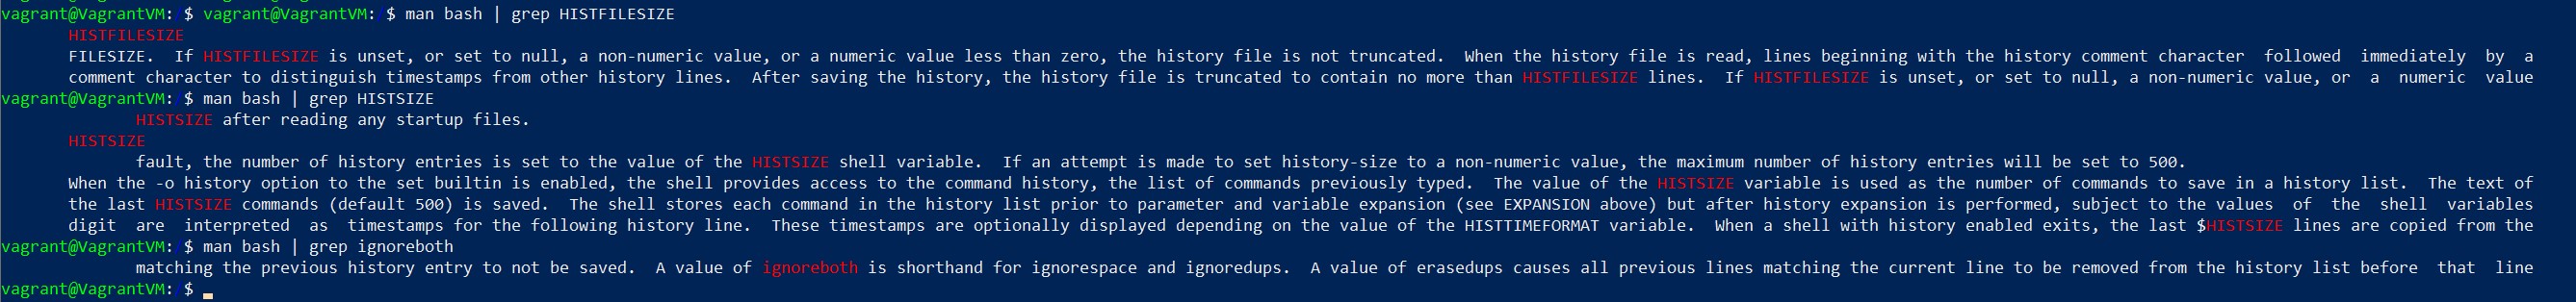 vagrant@VagrantVM:/$ vagrant@VagrantVM:/$ man bash | grep HISTFILESIZE
HISTFILESIZE
FILESIZE.  If HISTFILESIZE is unset, or set to null, a non-numeric value, or a numeric value less than zero, the history file is not truncated.  When the history file is read, lines beginning with the history comment character  followed  immediately  by  a
comment character to distinguish timestamps from other history lines.  After saving the history, the history file is truncated to contain no more than HISTFILESIZE lines.  If HISTFILESIZE is unset, or set to null, a non-numeric value, or  a  numeric  value
vagrant@VagrantVM:/$ man bash | grep HISTSIZE
HISTSIZE after reading any startup files.
HISTSIZE
fault, the number of history entries is set to the value of the HISTSIZE shell variable.  If an attempt is made to set history-size to a non-numeric value, the maximum number of history entries will be set to 500.
When the -o history option to the set builtin is enabled, the shell provides access to the command history, the list of commands previously typed.  The value of the HISTSIZE variable is used as the number of commands to save in a history list.  The text of
the last HISTSIZE commands (default 500) is saved.  The shell stores each command in the history list prior to parameter and variable expansion (see EXPANSION above) but after history expansion is performed, subject to the values  of  the  shell  variables
digit  are  interpreted  as  timestamps for the following history line.  These timestamps are optionally displayed depending on the value of the HISTTIMEFORMAT variable.  When a shell with history enabled exits, the last $HISTSIZE lines are copied from the
vagrant@VagrantVM:/$ man bash | grep ignoreboth
matching the previous history entry to not be saved.  A value of ignoreboth is shorthand for ignorespace and ignoredups.  A value of erasedups causes all previous lines matching the current line to be removed from the history list before  that  line
vagrant@VagrantVM:/$